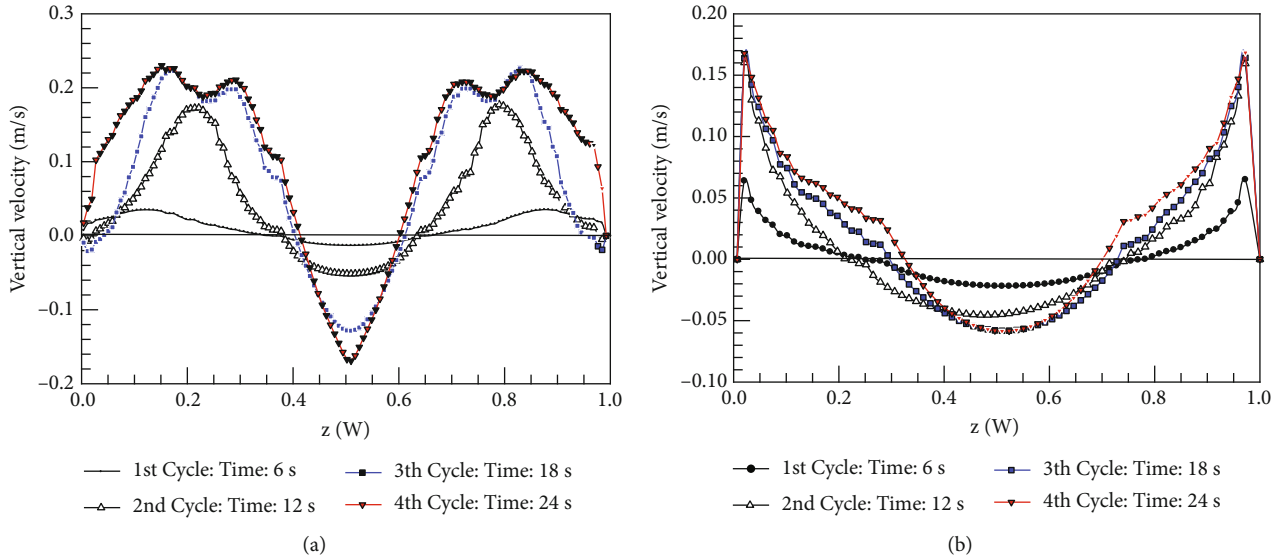 0.3
0.2
0.1
0.0
–0.1
–0.2
Vertical velocity (m/s)
0.0 0.2 0.4 0.6 0.8 1.0
z (W)
1st Cycle: Time: 6 s
2nd Cycle: Time: 12 s
3th Cycle: Time: 18 s
4th Cycle: Time: 24 s
(a)
0.20
0.15
0.10
0.05
0.00
–0.05
–0.10
Vertical velocity (m/s)
0.0 0.2 0.4 0.6 0.8 1.0
z (W)
1st Cycle: Time: 6 s
2nd Cycle: Time: 12 s
3th Cycle: Time: 18 s
4th Cycle: Time: 24 s
(b)